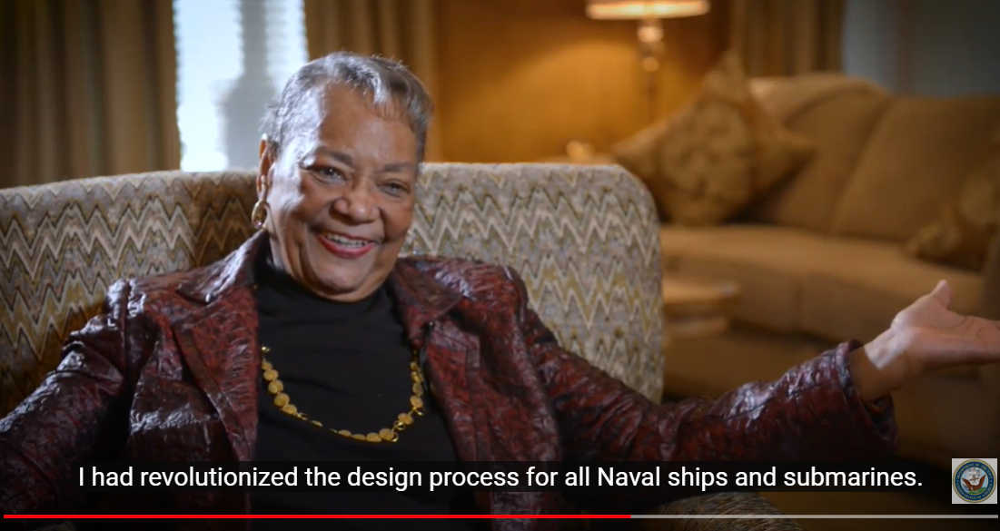 I had revolutionized the design process for all Naval ships and submarines.